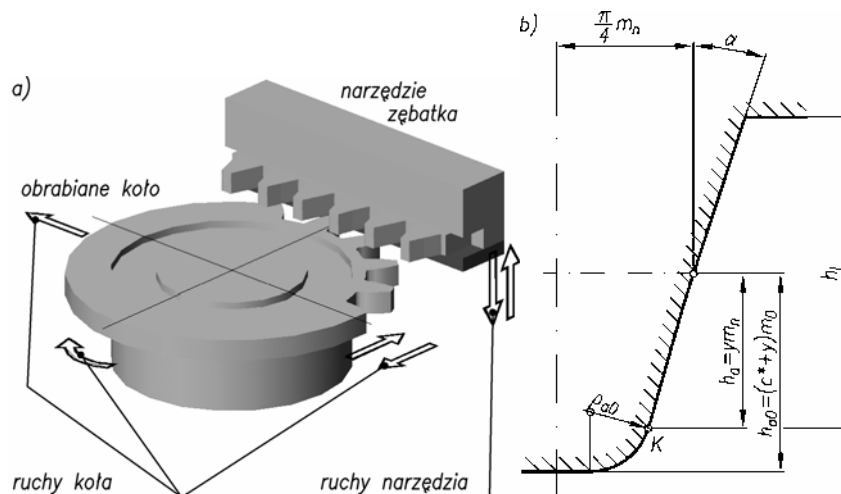 a)
narzędzie
zębatka
obrabiane koło
ruchy koła
ruchy narzędzia
b)
π/4 mₙ
α
hₐ=ymₙ
hₐ₀=(c*+y)m₀
hₗ
ρₐ₀
K